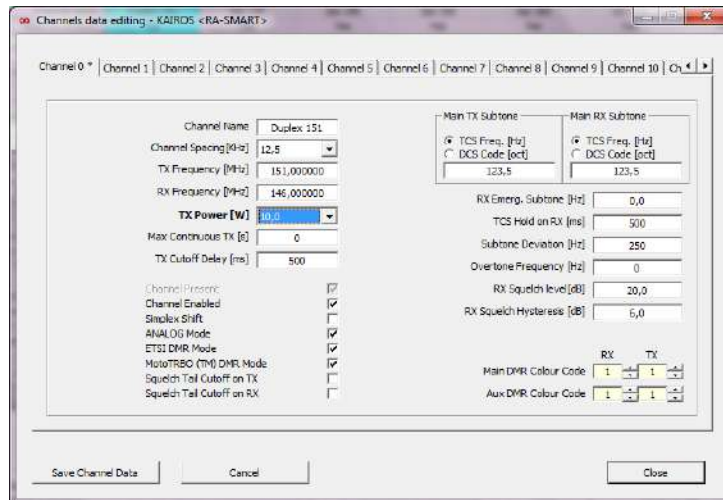 Channels data editing - KAIROS <RA-SMART>
Channel 0 * Channel 1 Channel 2 Channel 3 Channel 4 Channel 5 Channel 6 Channel 7 Channel 8 Channel 9 Channel 10 Ch
Channel Name Duplex 151
Channel Spacing[KHz] 12,5
TX Frequency [MHz] 151,000000
RX Frequency [MHz] 146,000000
TX Power [W] 10,0
Max Continuous TX [s] 0
TX Cutoff Delay [ms] 500
Channel Present
Channel Enabled
Simplex Shift
ANALOG Mode
ETSI DMR Mode
MotoTRBO (TM) DMR Mode
Squelch Tail Cutoff on TX
Squelch Tail Cutoff on RX
Main TX Subtone
TCS Freq. [Hz]
DCS Code [oct]
123,5
Main RX Subtone
TCS Freq. [Hz]
DCS Code [oct]
123,5
RX Emerg. Subtone [Hz] 0,0
TCS Hold on RX [ms] 500
Subtone Deviation [Hz] 250
Overtone Frequency [Hz] 0
RX Squelch level[dB] 20,0
RX Squelch Hysteresis [dB] 6,0
RX TX
Main DMR Colour Code 1 1
Aux DMR Colour Code 1 1
Save Channel Data Cancel Close